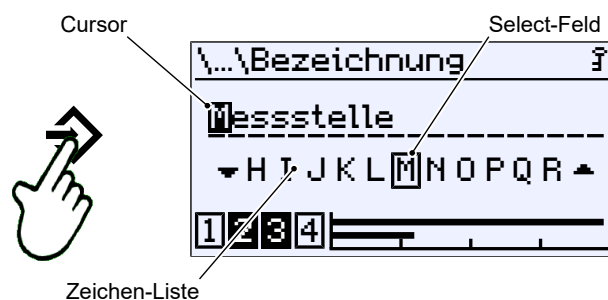 Cursor
Select-Feld
\...\Bezeichnung
Messstelle
H I J K L M N O P Q R
1 2 3 4
Zeichen-Liste